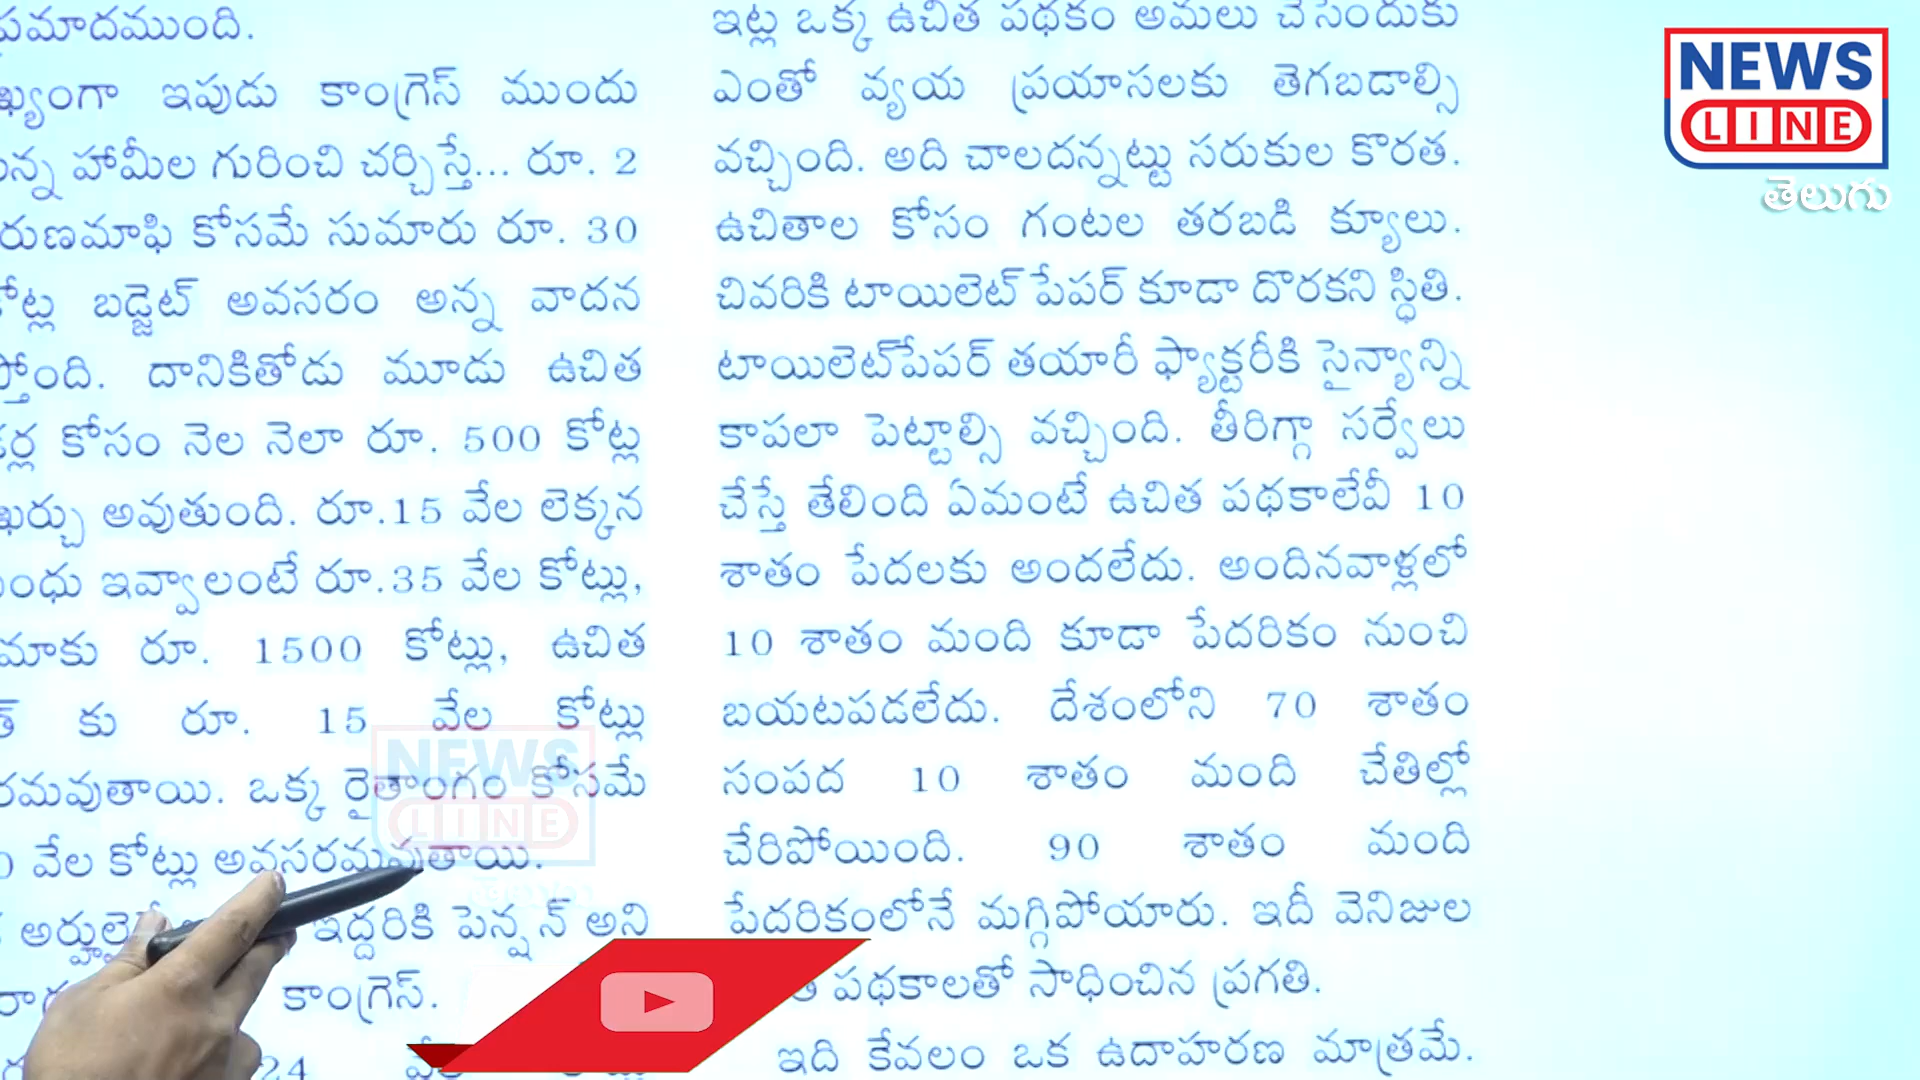 ప్రమాదముంది.
ముఖ్యంగా ఇపుడు కాంగ్రెస్ ముందు
ఉన్న హామీల గురించి చర్చిస్తే... రూ. 2
రుణమాఫి కోసమే సుమారు రూ. 30
కోట్ల బడ్జెట్ అవసరం అన్న వాదన
దానికితోడు మూడు ఉచిత
కోసం నెల నెలా రూ. 500 కోట్ల
ఖర్చు అవుతుంది. రూ.15 వేల లెక్కన
ఇవ్వాలంటే రూ.35 వేల కోట్లు,
రూ. 1500 కోట్లు, ఉచిత
కు రూ. 15 వేల కోట్లు
ఒక్క రైతాంగం కోసమే
వేల కోట్లు అవసరమవుతాయి.
ఇద్దరికి పెన్షన్ అని
కాంగ్రెస్.
24
ఇట్ల ఒక్క ఉచిత పథకం అమలు చేసేందుకు
ఎంతో వ్యయ ప్రయాసలకు తెగబడాల్సి
వచ్చింది. అది చాలదన్నట్టు సరుకుల కొరత.
ఉచితాల కోసం గంటల తరబడి క్యూలు.
చివరికి టాయిలెట్ పేపర్ కూడా దొరకని స్థితి.
టాయిలెట్‌పేపర్ తయారీ ఫ్యాక్టరీకి సైన్యాన్ని
కాపలా పెట్టాల్సి వచ్చింది. తీరిగ్గా సర్వేలు
చేస్తే తేలింది ఏమంటే ఉచిత పథకాలేవీ 10
శాతం పేదలకు అందలేదు. అందినవాళ్లలో
10 శాతం మంది కూడా పేదరికం నుంచి
బయటపడలేదు. దేశంలోని 70 శాతం
సంపద 10 శాతం మంది చేతిల్లో
చేరిపోయింది. 90 శాతం మంది
పేదరికంలోనే మగ్గిపోయారు. ఇదీ వెనిజుల
పథకాలతో సాధించిన ప్రగతి.
ఇది కేవలం ఒక ఉదాహరణ మాత్రమే.
NEWS
LINE
తెలుగు
NEWS
LINE
తెలుగు